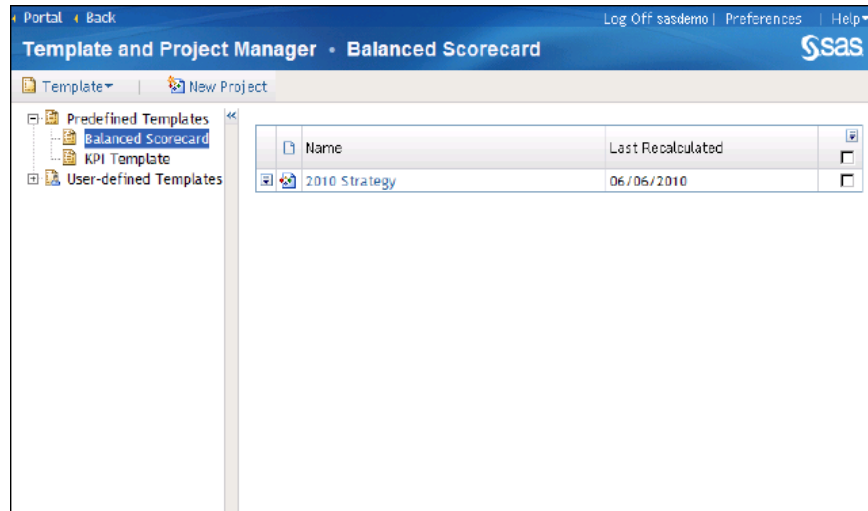 Portal Back Log Off sasdemo | Preferences | Help
Template and Project Manager • Balanced Scorecard sas
Template | New Project
Predefined Templates
Balanced Scorecard
KPI Template
User-defined Templates
Name Last Recalculated
2010 Strategy 06/06/2010